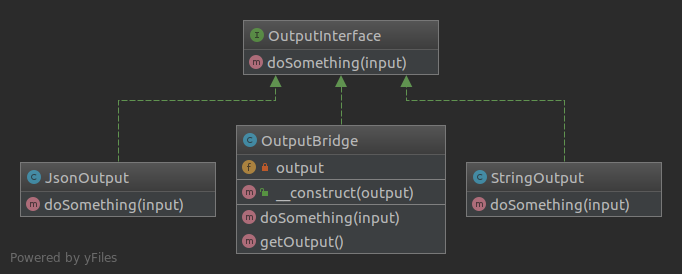 I OutputInterface
m doSomething(input)
C JsonOutput
m doSomething(input)
C OutputBridge
f output
m __construct(output)
m doSomething(input)
m getOutput()
C StringOutput
m doSomething(input)
Powered by yFiles